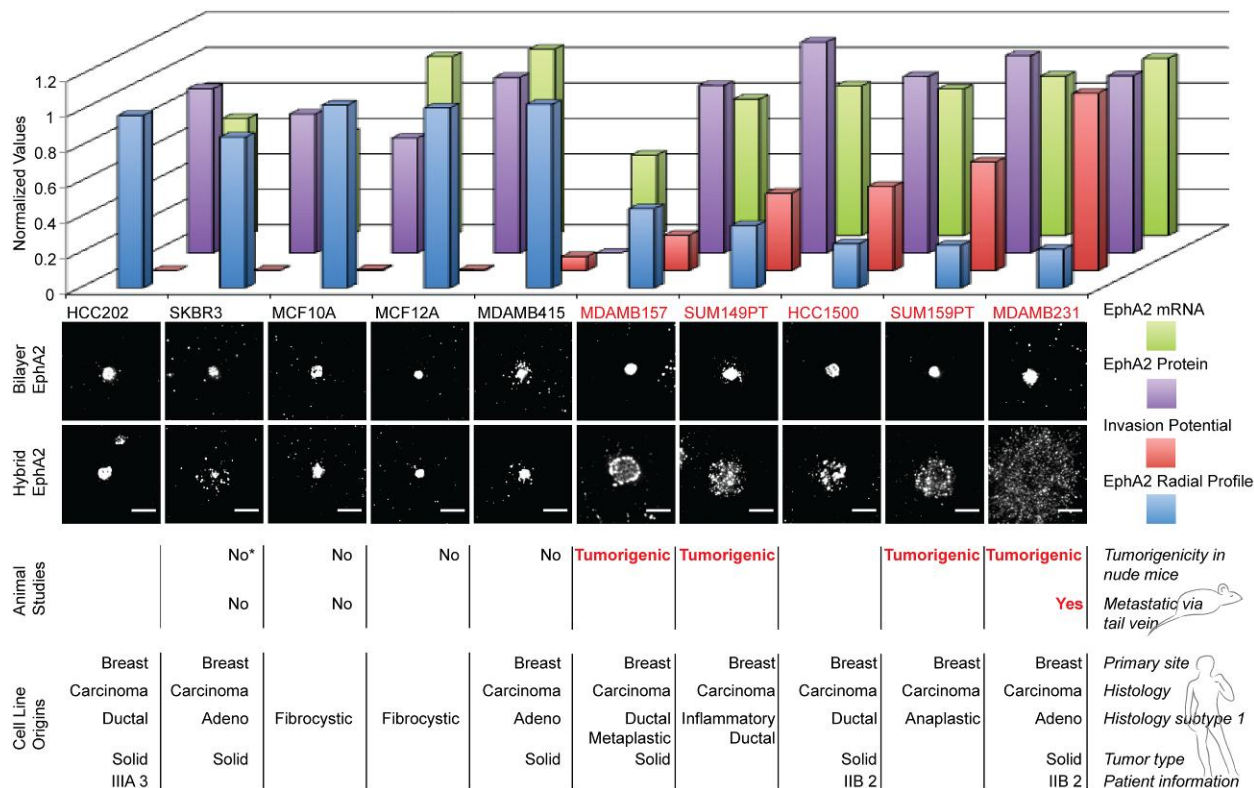 Normalized Values
1.2
1
0.8
0.6
0.4
0.2
0
HCC202 SKBR3 MCF10A MCF12A MDAMB415 MDAMB157 SUM149PT HCC1500 SUM159PT MDAMB231
EphA2 mRNA
EphA2 Protein
Invasion Potential
EphA2 Radial Profile
Bilayer
EphA2
Hybrid
EphA2
Animal
Studies
No* No No No Tumorigenic Tumorigenic Tumorigenic Tumorigenic Tumorigenicity in
nude mice
No No Yes Metastatic via
tail vein
Cell Line
Origins
Breast Breast Breast Breast Breast Breast Breast Breast Primary site
Carcinoma Carcinoma Carcinoma Carcinoma Carcinoma Carcinoma Carcinoma Carcinoma Histology
Ductal Adeno Fibrocystic Fibrocystic Adeno Ductal Inflammatory Ductal Anaplastic Adeno Histology subtype 1
Metaplastic Ductal
Solid Solid Solid Solid Solid Solid Tumor type
IIIA 3 IIB 2 IIB 2 Patient information